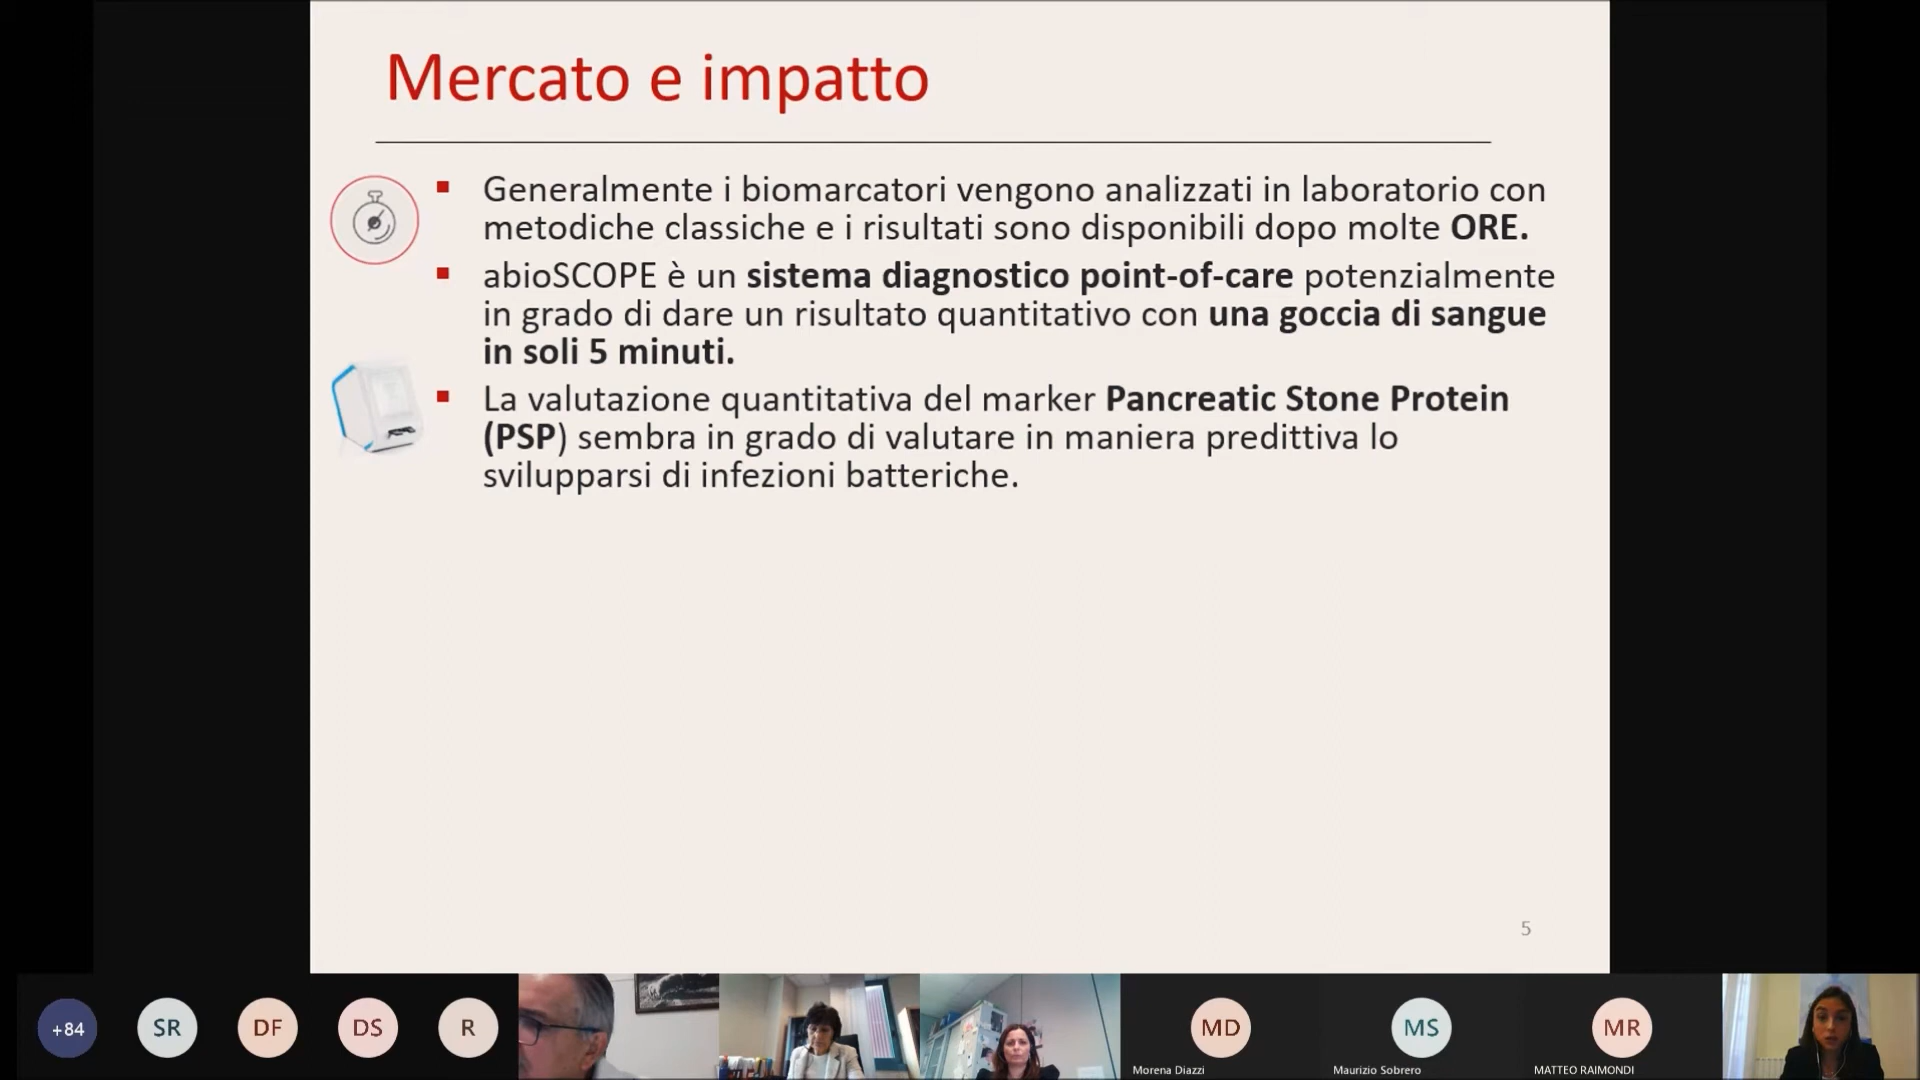 Mercato e impatto
Generalmente i biomarcatori vengono analizzati in laboratorio con
metodiche classiche e i risultati sono disponibili dopo molte ORE.
abioSCOPE è un sistema diagnostico point-of-care potenzialmente
in grado di dare un risultato quantitativo con una goccia di sangue
in soli 5 minuti.
La valutazione quantitativa del marker Pancreatic Stone Protein
(PSP) sembra in grado di valutare in maniera predittiva lo
svilupparsi di infezioni batteriche.
5
+84
SR
DF
DS
R
MD
MS
MR
Morena Diazzi
Maurizio Sobrero
MATTEO RAIMONDI